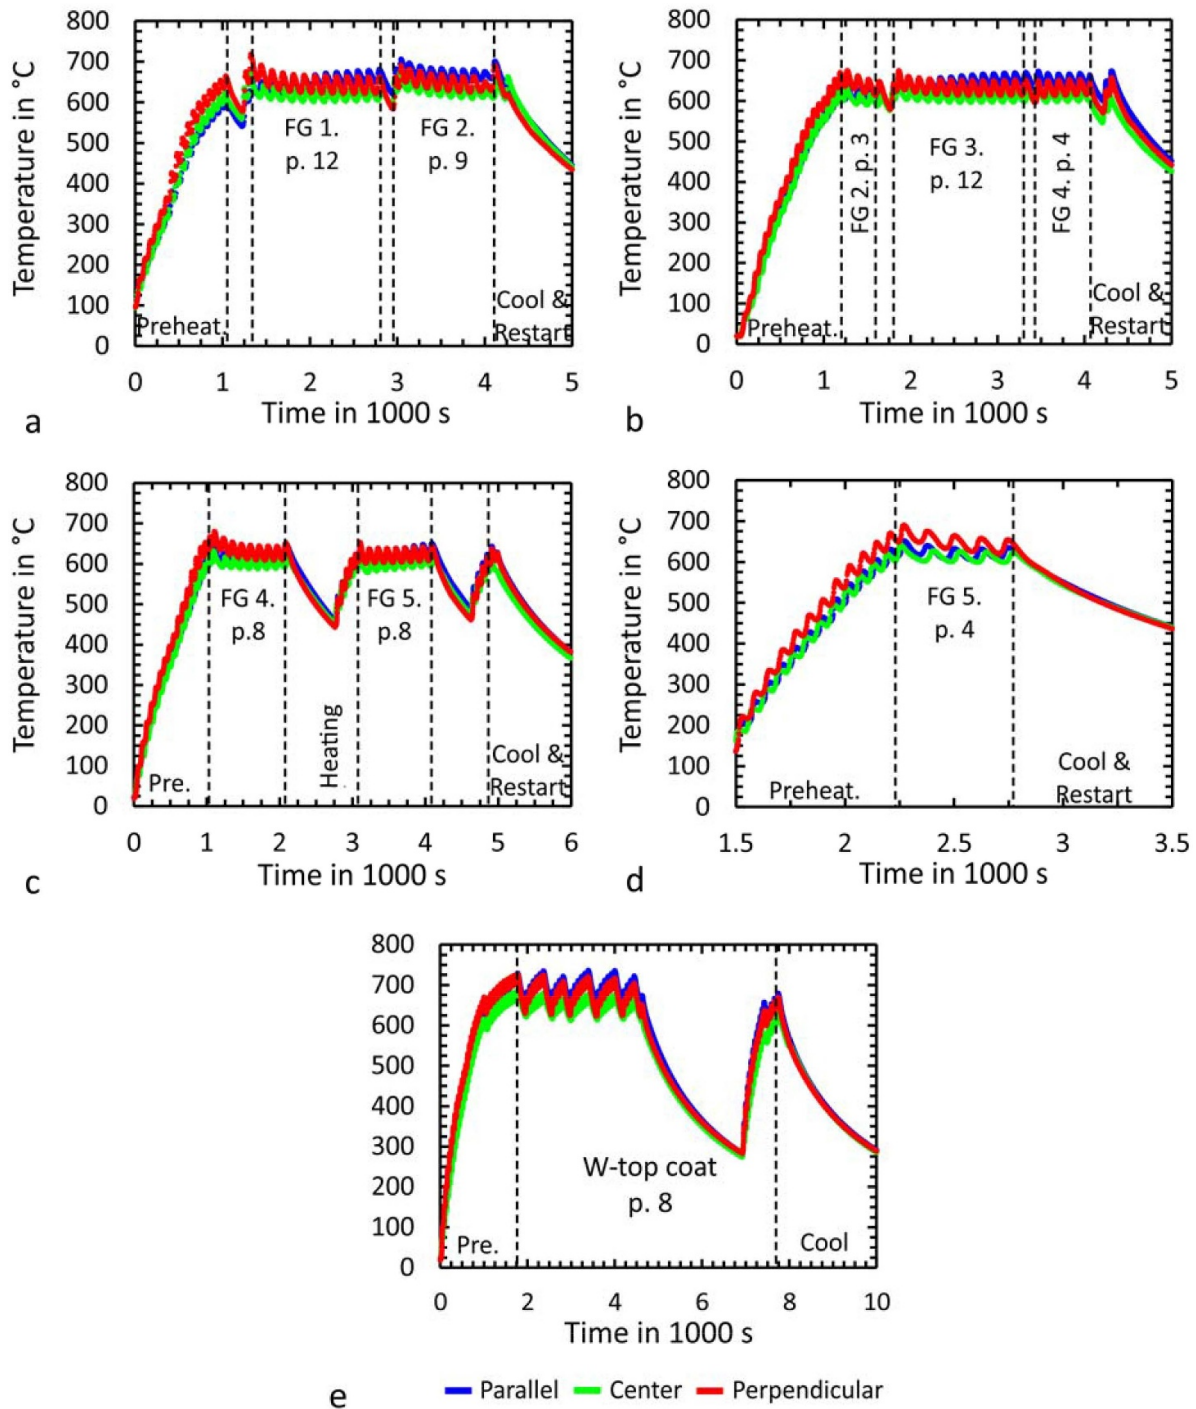 800
700
600
500
400
300
200
100
0
Temperature in °C
FG 1.
p. 12
FG 2.
p. 9
Preheat.
Cool &
Restart
0 1 2 3 4 5
Time in 1000 s
a
800
700
600
500
400
300
200
100
0
Temperature in °C
FG 2. p. 3
FG 3.
p. 12
FG 4. p. 4
Preheat.
Cool &
Restart
0 1 2 3 4 5
Time in 1000 s
b
800
700
600
500
400
300
200
100
0
Temperature in °C
FG 4.
p.8
FG 5.
p.8
Heating
Pre.
Cool &
Restart
0 1 2 3 4 5 6
Time in 1000 s
c
800
700
600
500
400
300
200
100
0
Temperature in °C
FG 5.
p. 4
Preheat.
Cool &
Restart
1.5 2 2.5 3 3.5
Time in 1000 s
d
800
700
600
500
400
300
200
100
0
W-top coat
p. 8
Pre.
Cool
0 2 4 6 8 10
Time in 1000 s
e
Parallel Center Perpendicular